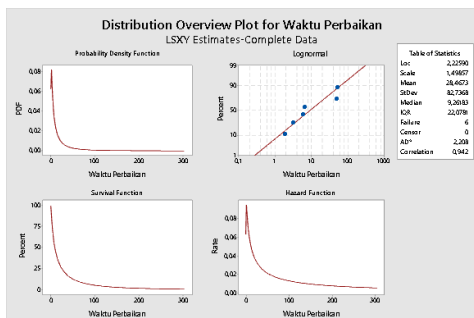 Distribution Overview Plot for Waktu Perbaikan
LSXY Estimates-Complete Data
Probability Density Function
PDF
0,08
0,06
0,04
0,02
0,00
0
100
200
300
Waktu Perbaikan
Lognormal
Percent
99
90
50
10
1
0,1
1
10
100
1000
Waktu Perbaikan
Table of Statistics
Loc 2,22590
Scale 1,49857
Mean 28,4673
StDev 82,7368
Median 9,26183
IQR 22,0781
Failure 6
Censor 0
AD* 2,208
Correlation 0,942
Survival Function
Percent
100
75
50
25
0
0
100
200
300
Waktu Perbaikan
Hazard Function
Rate
0,08
0,06
0,04
0,02
0,00
0
100
200
300
Waktu Perbaikan